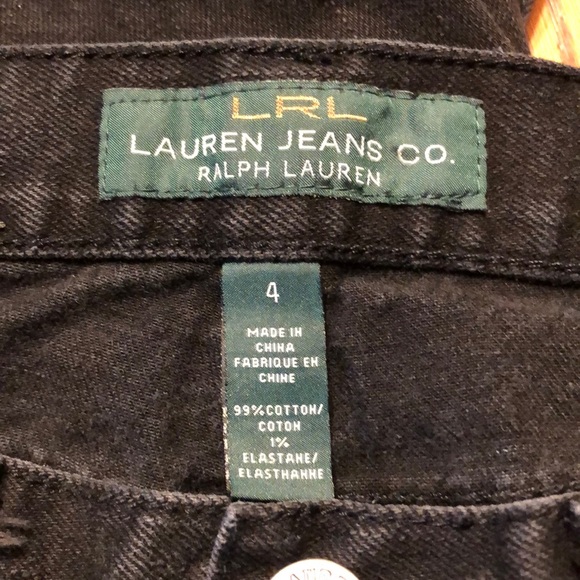 LRL
LAUREN JEANS CO.
RALPH LAUREN
4
MADE IN
CHINA
FABRIQUE EN
CHINE
99%COTTON/
COTON
1%
ELASTANE/
ELASTHANNE